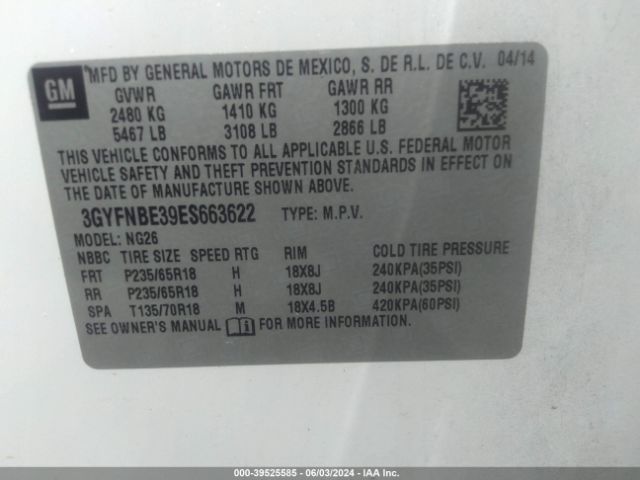 GM
MFD BY GENERAL MOTORS DE MEXICO, S. DE R.L. DE C.V. 04/14
GVWR GAWR FRT GAWR RR
2480 KG 1410 KG 1300 KG
5467 LB 3108 LB 2866 LB
THIS VEHICLE CONFORMS TO ALL APPLICABLE U.S. FEDERAL MOTOR
VEHICLE SAFETY AND THEFT PREVENTION STANDARDS IN EFFECT ON
THE DATE OF MANUFACTURE SHOWN ABOVE.
3GYFNBE39ES663622 TYPE: M.P.V.
MODEL: NG26
NBBC TIRE SIZE SPEED RTG RIM COLD TIRE PRESSURE
FRT P235/65R18 H 18X8J 240KPA(35PSI)
RR P235/65R18 H 18X8J 240KPA(35PSI)
SPA T135/70R18 M 18X4.5B 420KPA(60PSI)
SEE OWNER'S MANUAL FOR MORE INFORMATION.
000-39525585 - 06/03/2024 - IAA Inc.